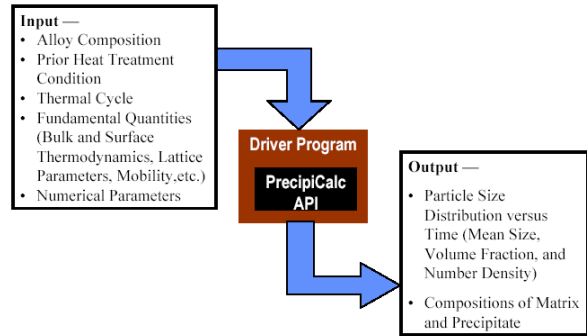 Input —
• Alloy Composition
• Prior Heat Treatment
Condition
• Thermal Cycle
• Fundamental Quantities
(Bulk and Surface
Thermodynamics, Lattice
Parameters, Mobility,etc.)
• Numerical Parameters
Driver Program
PrecipiCalc
API
Output —
• Particle Size
Distribution versus
Time (Mean Size,
Volume Fraction, and
Number Density)
• Compositions of Matrix
and Precipitate